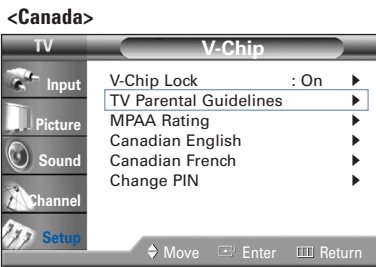 <Canada>
TV V-Chip
Input
Picture
Sound
Channel
Setup
V-Chip Lock : On ▶
TV Parental Guidelines ▶
MPAA Rating ▶
Canadian English ▶
Canadian French ▶
Change PIN ▶
Move Enter Return